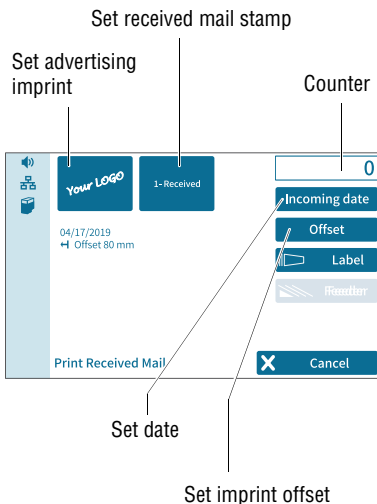 Set received mail stamp
Set advertising
imprint
Counter
Your LOGO
1- Received
0
Incoming date
04/17/2019
Offset 80 mm
Offset
Label
Feeder
Print Received Mail
X Cancel
Set date
Set imprint offset